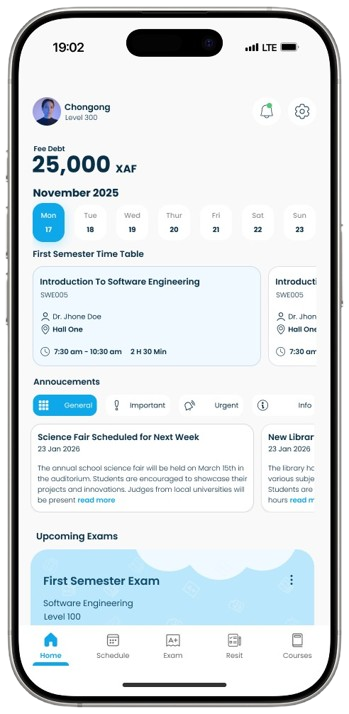 19:02
LTE
Chongong
Level 300
Fee Debt
25,000 XAF
November 2025
Mon Tue Wed Thur Fri Sat Sun
17 18 19 20 21 22 23
First Semester Time Table
Introduction To Software Engineering
SWE005
Dr. Jhone Doe
Hall One
7:30 am - 10:30 am 2 H 30 Min
Introducti
SWE005
Dr. Jhon
Hall One
7:30 am
Annoucements
General Important Urgent Info
Science Fair Scheduled for Next Week
23 Jan 2026
The annual school science fair will be held on March 15th in
the auditorium. Students are encouraged to showcase their
projects and innovations. Judges from local universities will
be present read more
New Librar
23 Jan 2026
The library ha
various subje
Students are
hours read m
Upcoming Exams
First Semester Exam
Software Engineering
Level 100
A+
Home Schedule Exam Resit Courses